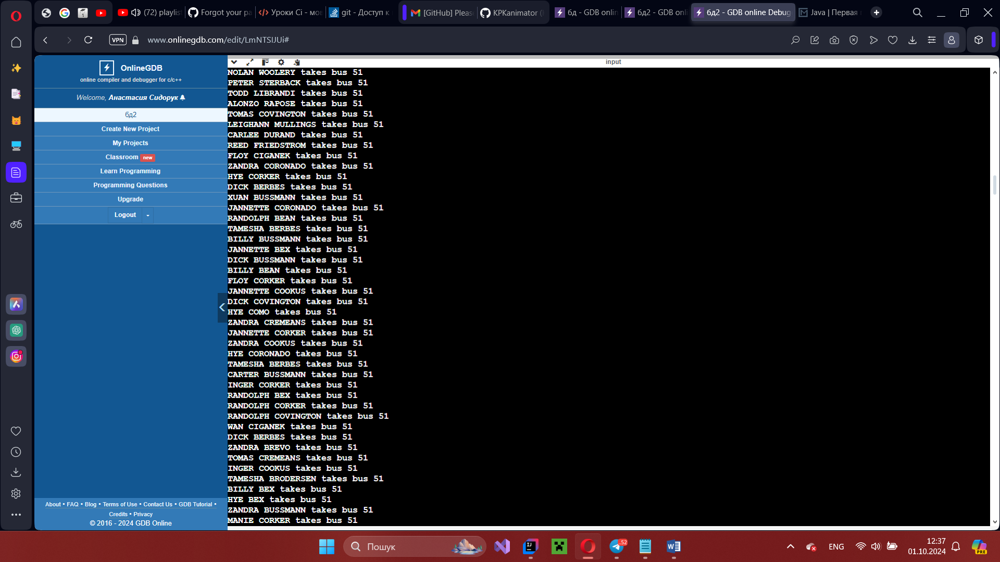 (72) playlis
Forgot your pa
Уроки Сі - мо
git - Доступ к
[GitHub] Pleas
KPKanimator (
бд - GDB onlin
бд2 - GDB onl
бд2 - GDB online Debug
Java | Первая
VPN
www.onlinegdb.com/edit/LmNTSIJUi#
OnlineGDB
online compiler and debugger for c/c++
Welcome, Анастасия Сидорук
бд2
Create New Project
My Projects
Classroom new
Learn Programming
Programming Questions
Upgrade
Logout
About • FAQ • Blog • Terms of Use • Contact Us • GDB Tutorial •
Credits • Privacy
© 2016 - 2024 GDB Online
input
NOLAN WOOLERY takes bus 51
PETER STERBACK takes bus 51
TODD LIBRANDI takes bus 51
ALONZO RAPOSE takes bus 51
TOMAS COVINGTON takes bus 51
LEIGHANN MULLINGS takes bus 51
CARLEE DURAND takes bus 51
REED FRIEDSTROM takes bus 51
FLOY CIGANEK takes bus 51
ZANDRA CORONADO takes bus 51
HYE CORKER takes bus 51
DICK BERBES takes bus 51
XUAN BUSSMANN takes bus 51
JANNETTE CORONADO takes bus 51
RANDOLPH BEAN takes bus 51
TAMESHA BERBES takes bus 51
BILLY BUSSMANN takes bus 51
JANNETTE BEX takes bus 51
DICK BUSSMANN takes bus 51
BILLY BEAN takes bus 51
FLOY CORKER takes bus 51
JANNETTE COOKUS takes bus 51
DICK COVINGTON takes bus 51
HYE COMO takes bus 51
ZANDRA CREMEANS takes bus 51
JANNETTE CORKER takes bus 51
ZANDRA COOKUS takes bus 51
HYE CORONADO takes bus 51
TAMESHA BERBES takes bus 51
CARTER BUSSMANN takes bus 51
INGER CORKER takes bus 51
RANDOLPH BEX takes bus 51
RANDOLPH CORKER takes bus 51
RANDOLPH COVINGTON takes bus 51
WAN CIGANEK takes bus 51
DICK BERBES takes bus 51
ZANDRA BREVO takes bus 51
TOMAS CREMEANS takes bus 51
INGER COOKUS takes bus 51
TAMESHA BRODERSEN takes bus 51
BILLY BEX takes bus 51
HYE BEX takes bus 51
ZANDRA BUSSMANN takes bus 51
MANIE CORKER takes bus 51
Пошук
52
ENG
12:37
01.10.2024
PRE